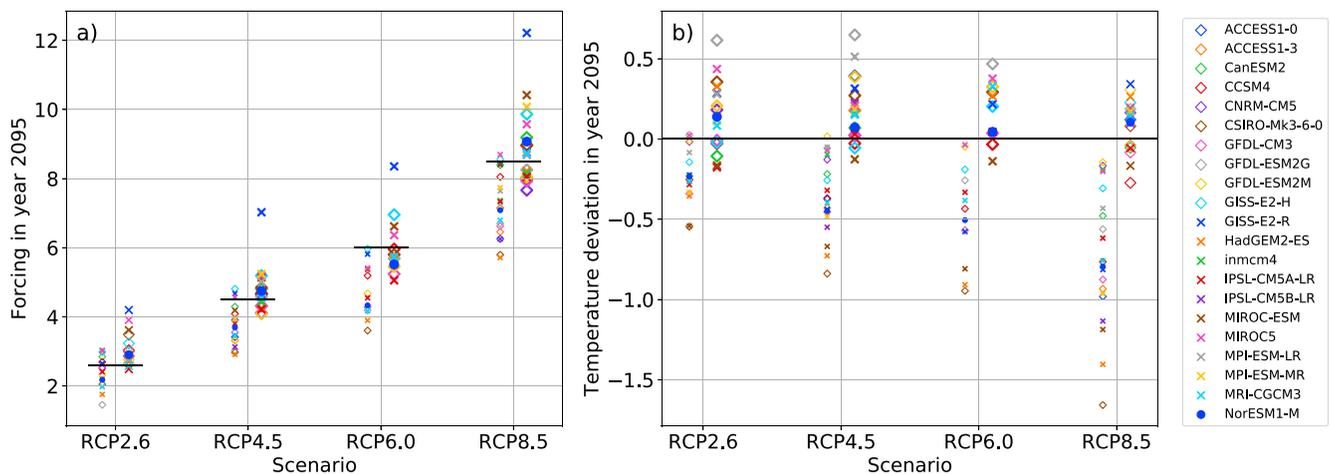 a)
12
10
8
6
4
2
Forcing in year 2095
RCP2.6 RCP4.5 RCP6.0 RCP8.5
Scenario
b)
0.5
0.0
−0.5
−1.0
−1.5
Temperature deviation in year 2095
RCP2.6 RCP4.5 RCP6.0 RCP8.5
Scenario
ACCESS1-0
ACCESS1-3
CanESM2
CCSM4
CNRM-CM5
CSIRO-Mk3-6-0
GFDL-CM3
GFDL-ESM2G
GFDL-ESM2M
GISS-E2-H
GISS-E2-R
HadGEM2-ES
inmcm4
IPSL-CM5A-LR
IPSL-CM5B-LR
MIROC-ESM
MIROC5
MPI-ESM-LR
MPI-ESM-MR
MRI-CGCM3
NorESM1-M